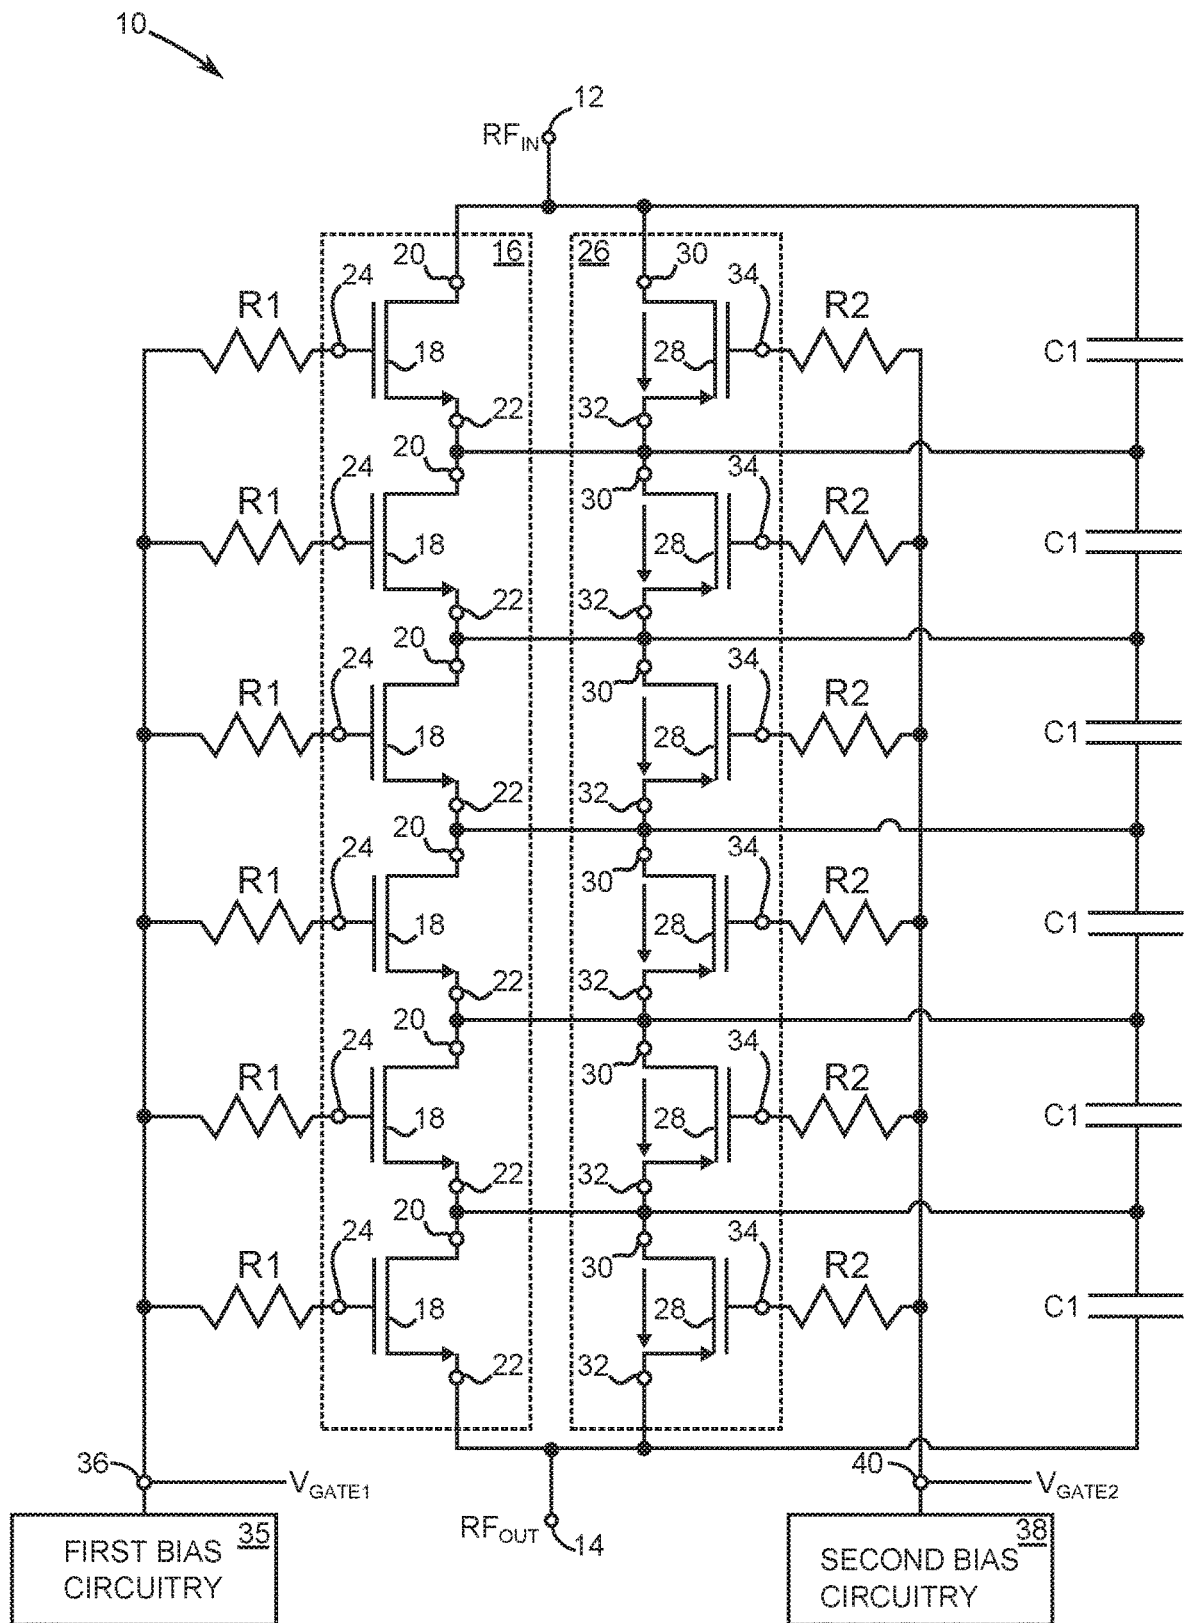 10
12
RF_IN
20
16
26
30
24
34
R1
R2
18
28
C1
22
32
20
30
24
34
R1
R2
18
28
C1
22
32
20
30
24
34
R1
R2
18
28
C1
22
32
20
30
24
34
R1
R2
18
28
C1
22
32
20
30
24
34
R1
R2
18
28
C1
22
32
20
30
24
34
R1
R2
18
28
C1
22
32
36
V_GATE1
40
V_GATE2
RF_OUT
14
35
FIRST BIAS
CIRCUITRY
38
SECOND BIAS
CIRCUITRY